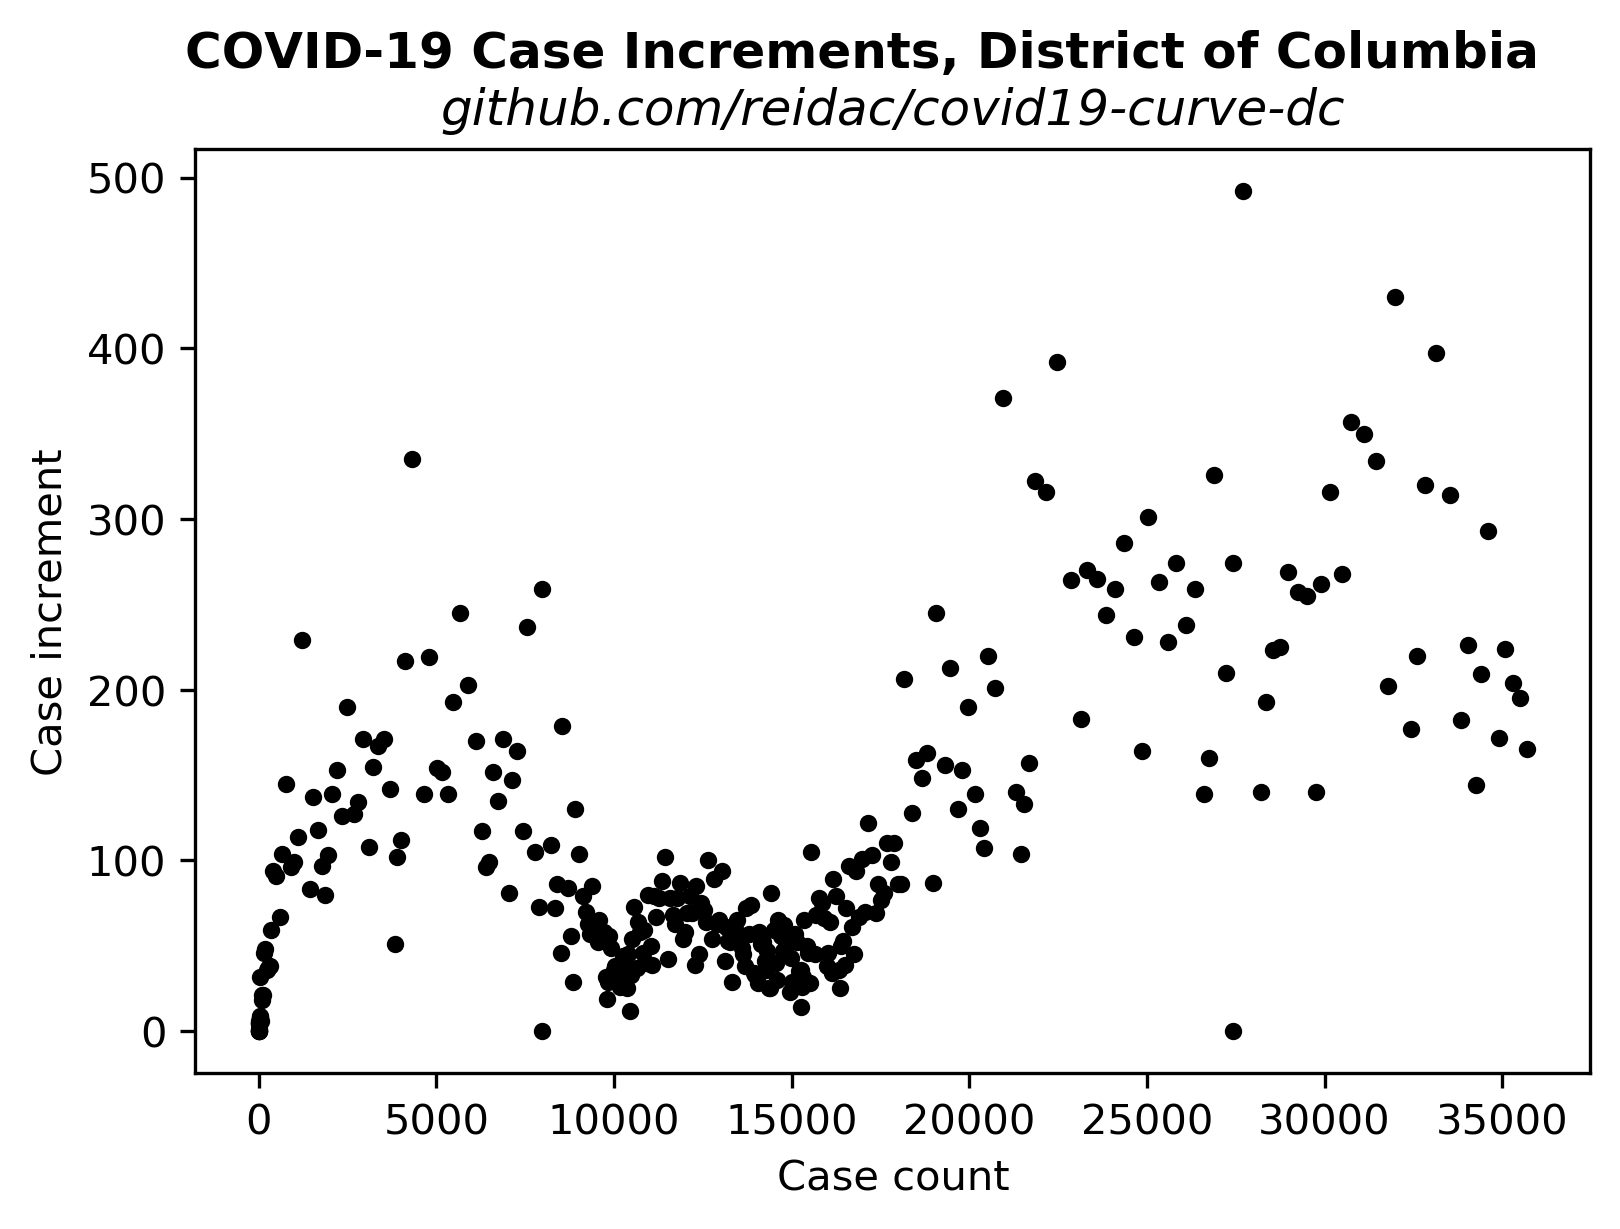 COVID-19 Case Increments, District of Columbia
github.com/reidac/covid19-curve-dc
500
400
300
200
100
0
Case increment
0 5000 10000 15000 20000 25000 30000 35000
Case count